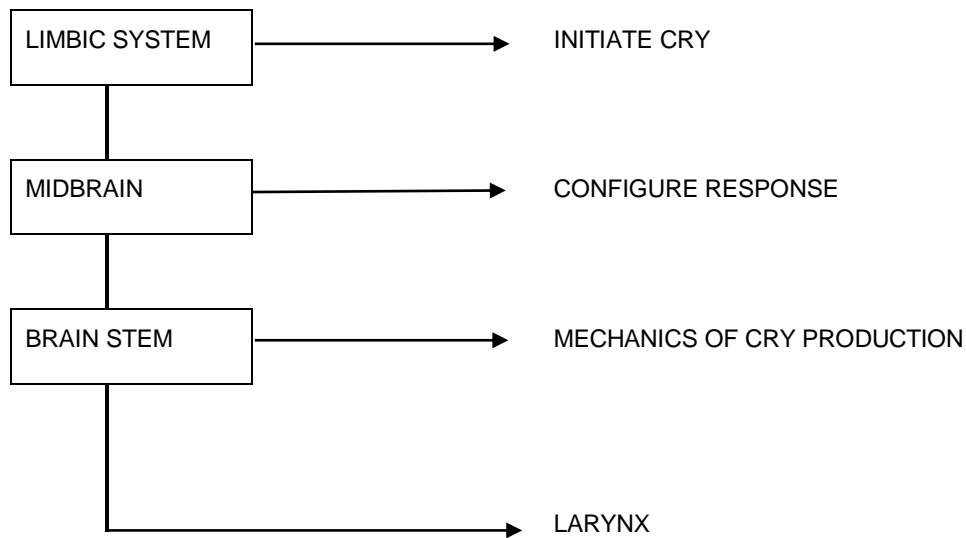 LIMBIC SYSTEM
INITIATE CRY
MIDBRAIN
CONFIGURE RESPONSE
BRAIN STEM
MECHANICS OF CRY PRODUCTION
LARYNX